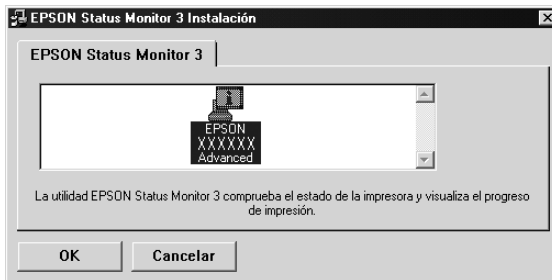 EPSON Status Monitor 3 Instalación
EPSON Status Monitor 3
EPSON
XXXXXX
Advanced
La utilidad EPSON Status Monitor 3 comprueba el estado de la impresora y visualiza el progreso
de impresión.
OK Cancelar